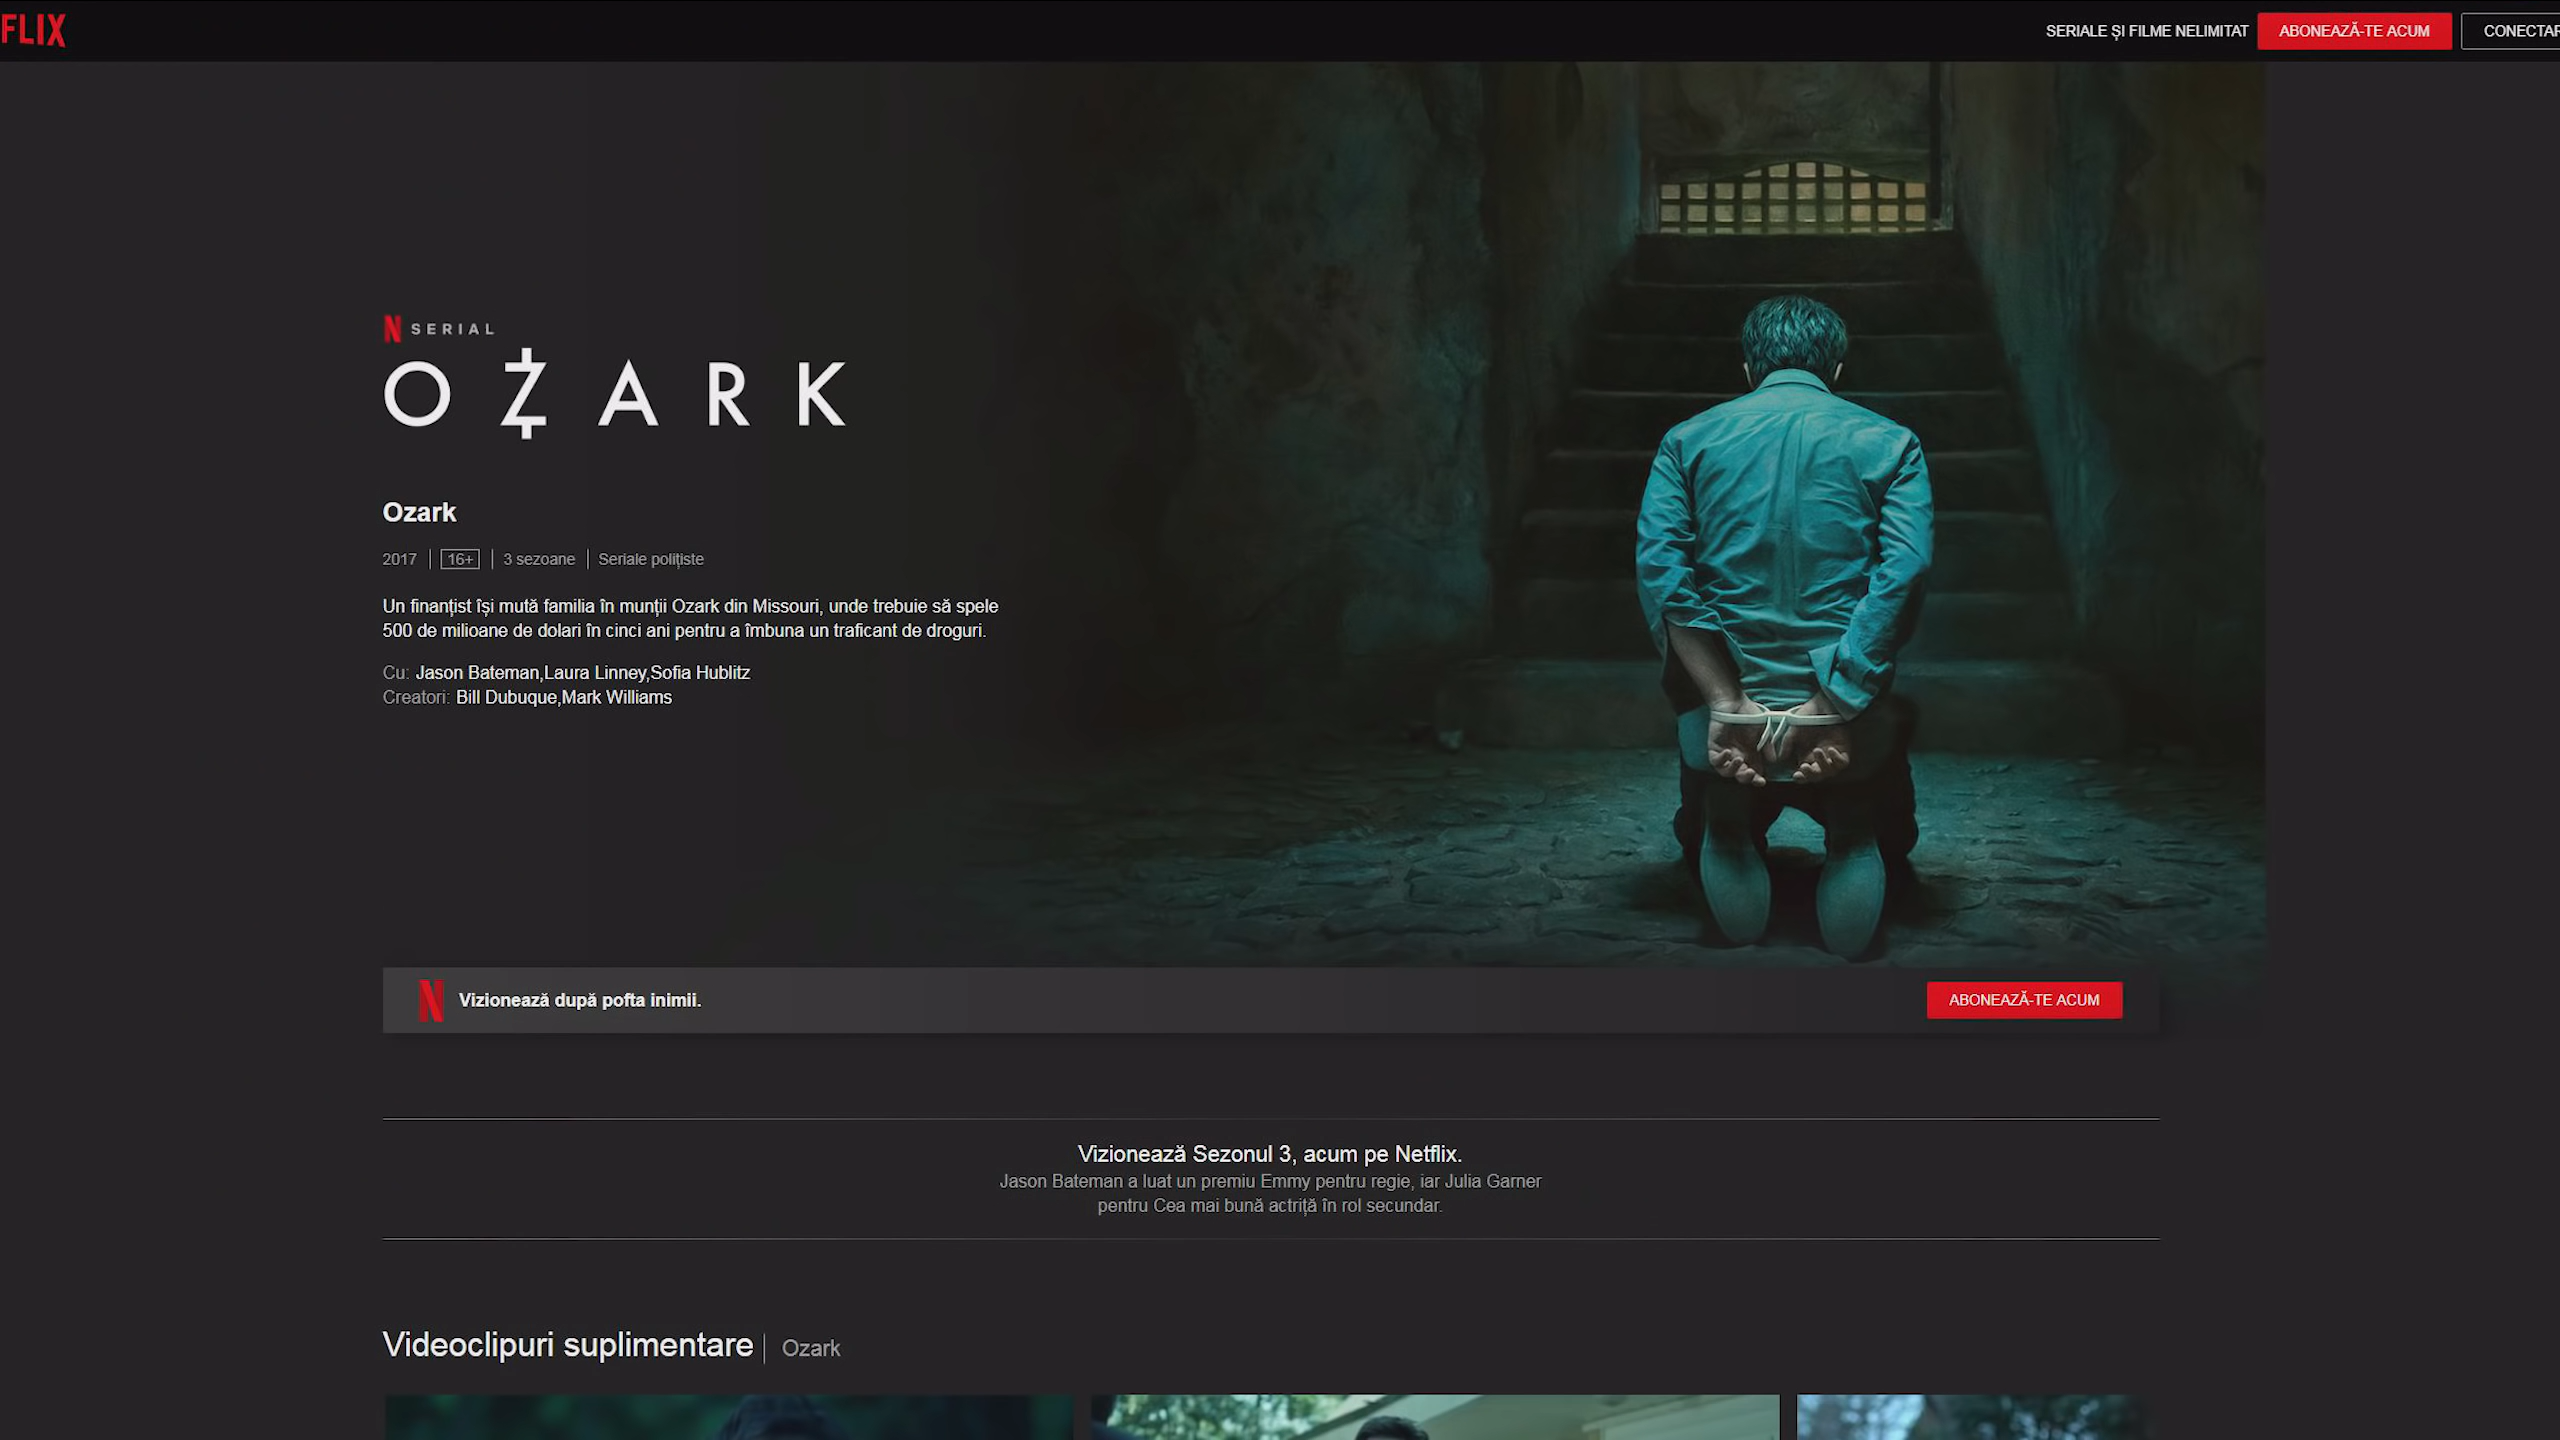 FLIX
SERIALE ȘI FILME NELIMITAT
ABONEAZĂ-TE ACUM
CONECTAR
N SERIAL
OZARK
Ozark
2017 | 16+ | 3 sezoane | Seriale polițiste
Un finanțist își mută familia în munții Ozark din Missouri, unde trebuie să spele
500 de milioane de dolari în cinci ani pentru a îmbuna un traficant de droguri.
Cu: Jason Bateman,Laura Linney,Sofia Hublitz
Creatori: Bill Dubuque,Mark Williams
N Vizionează după pofta inimii.
ABONEAZĂ-TE ACUM
Vizionează Sezonul 3, acum pe Netflix.
Jason Bateman a luat un premiu Emmy pentru regie, iar Julia Garner
pentru Cea mai bună actriță în rol secundar.
Videoclipuri suplimentare | Ozark